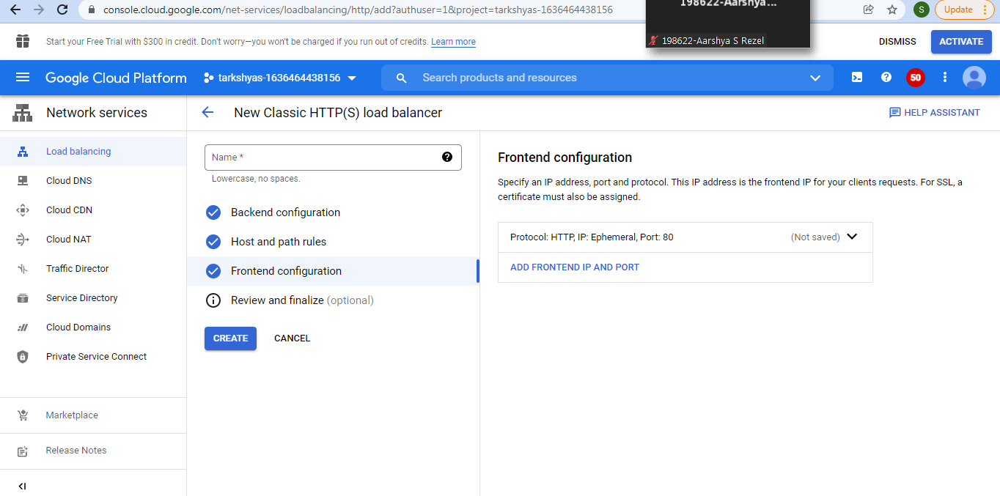 console.cloud.google.com/net-services/loadbalancing/http/add?authuser=1&project=tarkshyas-1636464438156
198622-Aarshya...
198622-Aarshya S Rezel
S
Update
Start your Free Trial with $300 in credit. Don't worry—you won't be charged if you run out of credits. Learn more
DISMISS
ACTIVATE
Google Cloud Platform
tarkshyas-1636464438156
Search products and resources
50
Network services
New Classic HTTP(S) load balancer
HELP ASSISTANT
Load balancing
Cloud DNS
Cloud CDN
Cloud NAT
Traffic Director
Service Directory
Cloud Domains
Private Service Connect
Marketplace
Release Notes
Name *
Lowercase, no spaces.
Backend configuration
Host and path rules
Frontend configuration
Review and finalize (optional)
CREATE
CANCEL
Frontend configuration
Specify an IP address, port and protocol. This IP address is the frontend IP for your clients requests. For SSL, a
certificate must also be assigned.
Protocol: HTTP, IP: Ephemeral, Port: 80
(Not saved)
ADD FRONTEND IP AND PORT